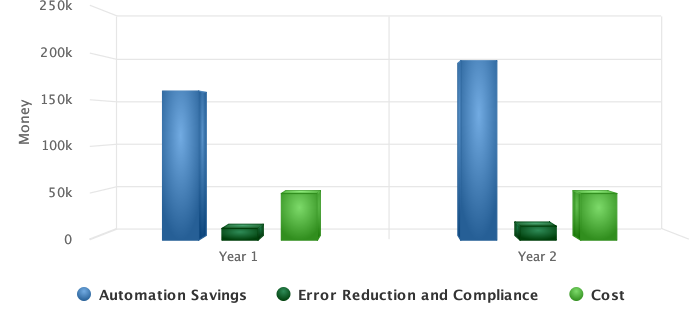 250k
200k
150k
100k
50k
0
Money
Year 1
Year 2
Automation Savings
Error Reduction and Compliance
Cost